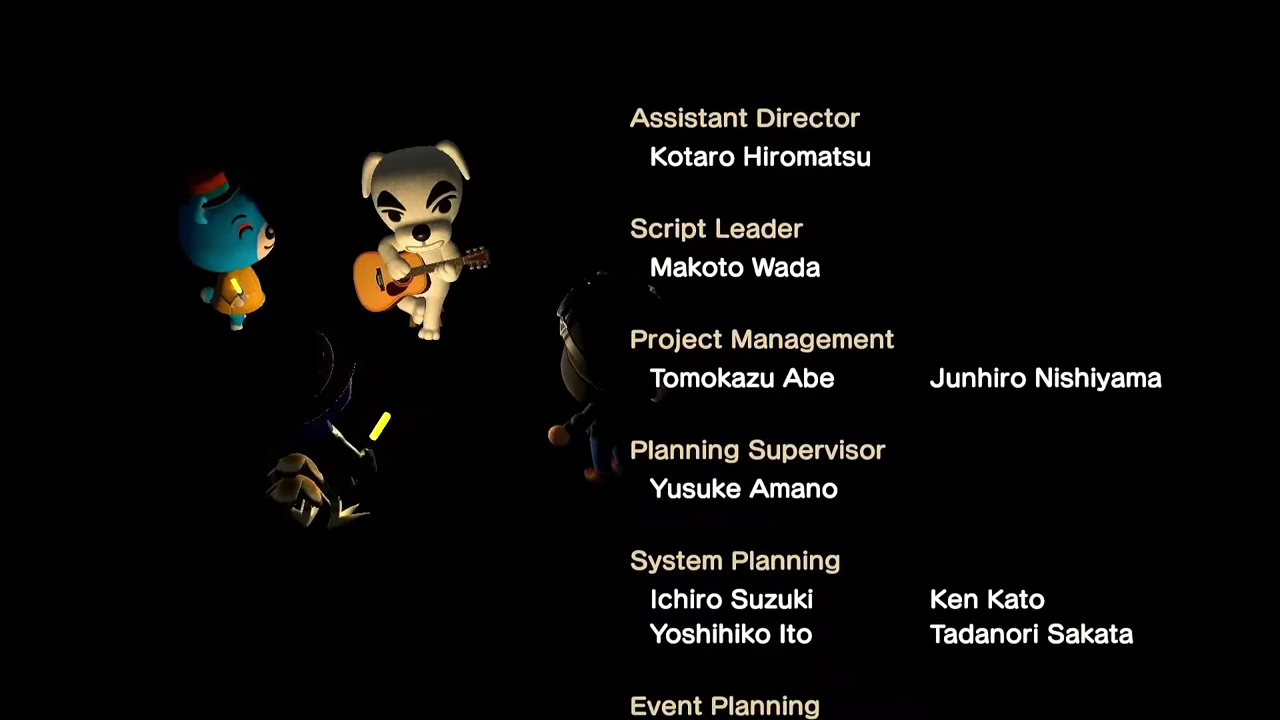 Assistant Director
Kotaro Hiromatsu
Script Leader
Makoto Wada
Project Management
Tomokazu Abe Junhiro Nishiyama
Planning Supervisor
Yusuke Amano
System Planning
Ichiro Suzuki Ken Kato
Yoshihiko Ito Tadanori Sakata
Event Planning